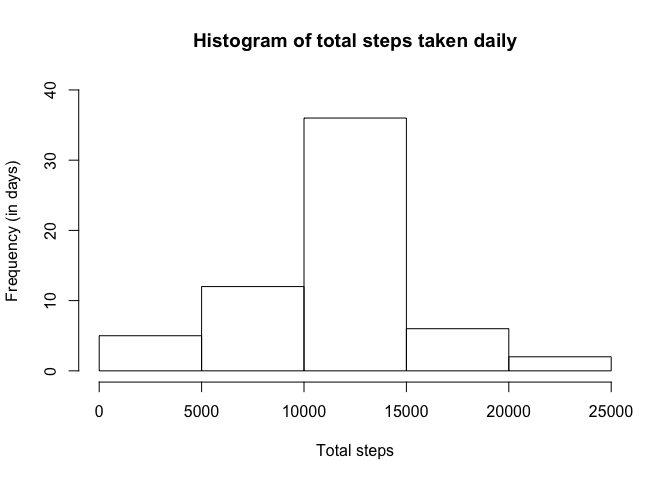 Histogram of total steps taken daily
40
30
20
10
0
Frequency (in days)
0 5000 10000 15000 20000 25000
Total steps